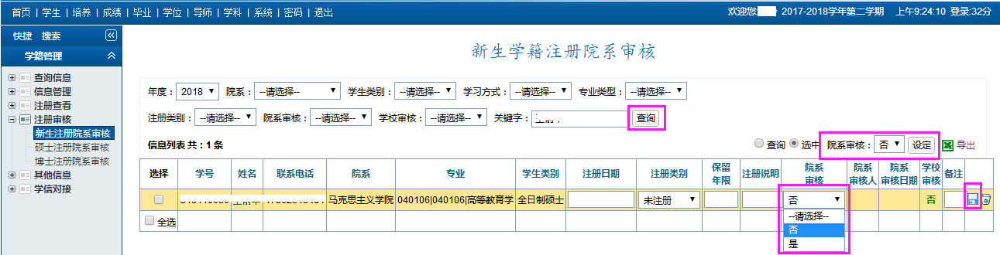 首页 | 学生 | 培养 | 成绩 | 毕业 | 学位 | 导师 | 学科 | 系统 | 密码 | 退出
欢迎您 2017-2018学年第二学期 上午9:24:10 登录:32分
快捷 搜索
学籍管理
查询信息
信息管理
注册查看
注册审核
新生注册院系审核
硕士注册院系审核
博士注册院系审核
其他信息
学信对接
新生学籍注册院系审核
年度：2018 院系：--请选择-- 学生类别：--请选择-- 学习方式：--请选择-- 专业类型：--请选择--
注册类别：--请选择-- 院系审核：--请选择-- 学校审核：--请选择-- 关键字： 查询
信息列表 共：1 条 查询 选中 院系审核：否 设定 导出
选择 学号 姓名 联系电话 院系 专业 学生类别 注册日期 注册类别 保留年限 注册说明 院系审核 院系审核人 院系审核日期 学校审核 备注
马克思主义学院 040106|040106|高等教育学 全日制硕士 未注册 否 否
--请选择--
否
是
全选